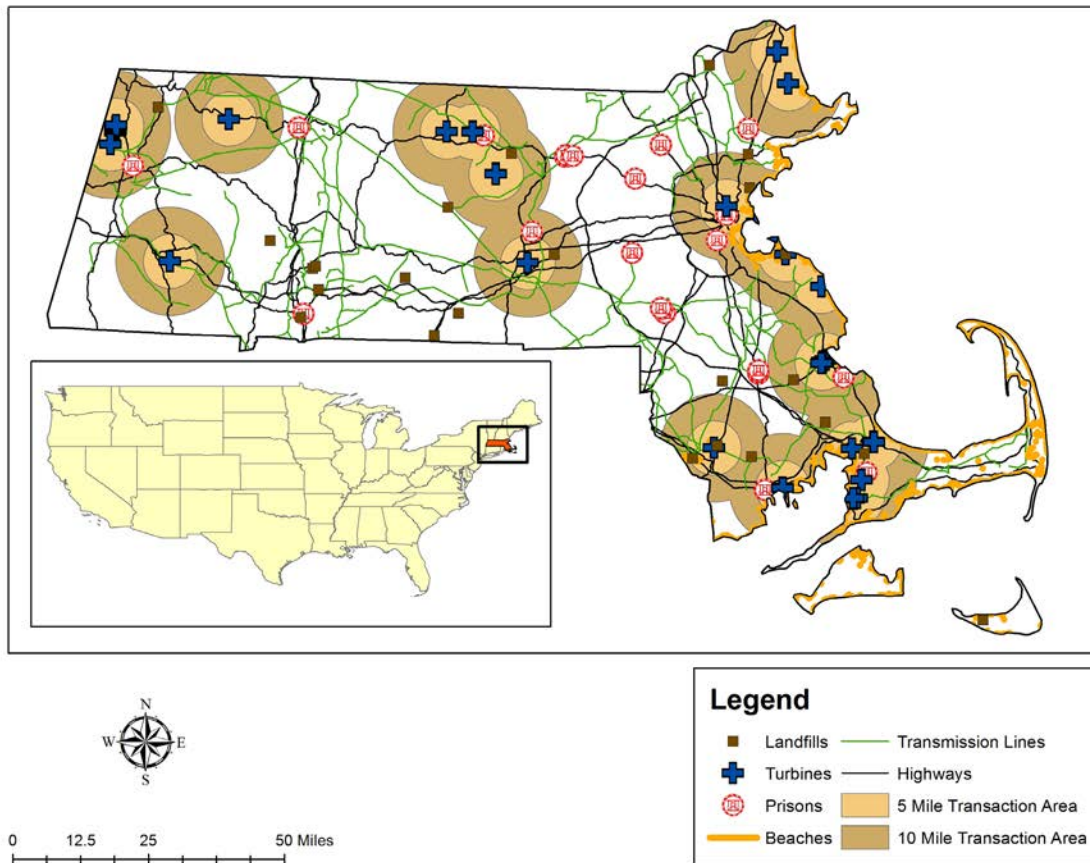 N
W E
S
0 12.5 25 50 Miles
Legend
Landfills Transmission Lines
Turbines Highways
Prisons 5 Mile Transaction Area
Beaches 10 Mile Transaction Area